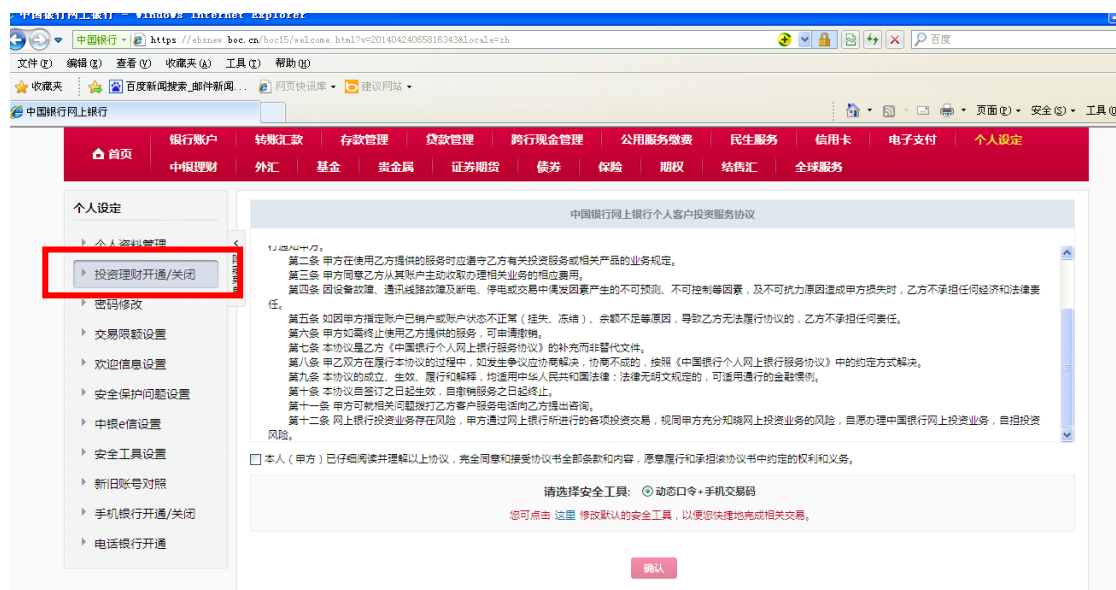 中国银行网上银行 - Windows Internet Explorer
中国银行 https://ebsnew.boc.cn/boc15/welcome.html?v=20140424065816343&locale=zh 百度
文件(F) 编辑(E) 查看(V) 收藏夹(A) 工具(T) 帮助(H)
收藏夹 百度新闻搜索_邮件新闻... 网页快讯库 建议网站
中国银行网上银行 页面(P) 安全(S) 工具(O
首页
银行账户 转账汇款 存款管理 贷款管理 跨行现金管理 公用服务缴费 民生服务 信用卡 电子支付 个人设定
中银理财 外汇 基金 贵金属 证券期货 债券 保险 期权 结售汇 全球服务
个人设定
个人资料管理
投资理财开通/关闭
密码修改
交易限额设置
欢迎信息设置
安全保护问题设置
中银e信设置
安全工具设置
新旧账号对照
手机银行开通/关闭
电话银行开通
中国银行网上银行个人客户投资服务协议
行通知甲方。
第二条 甲方在使用乙方提供的服务时应遵守乙方有关投资服务或相关产品的业务规定。
第三条 甲方同意乙方从其账户主动收取办理相关业务的相应费用。
第四条 因设备故障、通讯线路故障及断电、停电或交易中偶发因素产生的不可预测、不可控制等因素，及不可抗力原因造成甲方损失时，乙方不承担任何经济和法律责
任。
第五条 如因甲方指定账户已销户或账户状态不正常（挂失、冻结）、余额不足等原因，导致乙方无法履行协议的，乙方不承担任何责任。
第六条 甲方如需终止使用乙方提供的服务，可申请撤销。
第七条 本协议是乙方《中国银行个人网上银行服务协议》的补充而非替代文件。
第八条 甲乙双方在履行本协议的过程中，如发生争议应协商解决，协商不成的，按照《中国银行个人网上银行服务协议》中的约定方式解决。
第九条 本协议的成立、生效、履行和解释，均适用中华人民共和国法律；法律无明文规定的，可适用通行的金融惯例。
第十条 本协议自签订之日起生效，自撤销服务之日起终止。
第十一条 甲方可就相关问题拨打乙方客户服务电话向乙方提出咨询。
第十二条 网上银行投资业务存在风险，甲方通过网上银行所进行的各项投资交易，视同甲方充分知晓网上投资业务的风险，自愿办理中国银行网上投资业务，自担投资
风险。
本人（甲方）已仔细阅读并理解以上协议，完全同意和接受协议书全部条款和内容，愿意履行和承担该协议书中约定的权利和义务。
请选择安全工具: 动态口令+手机交易码
您可点击 这里 修改默认的安全工具，以便您快捷地完成相关交易。
确认